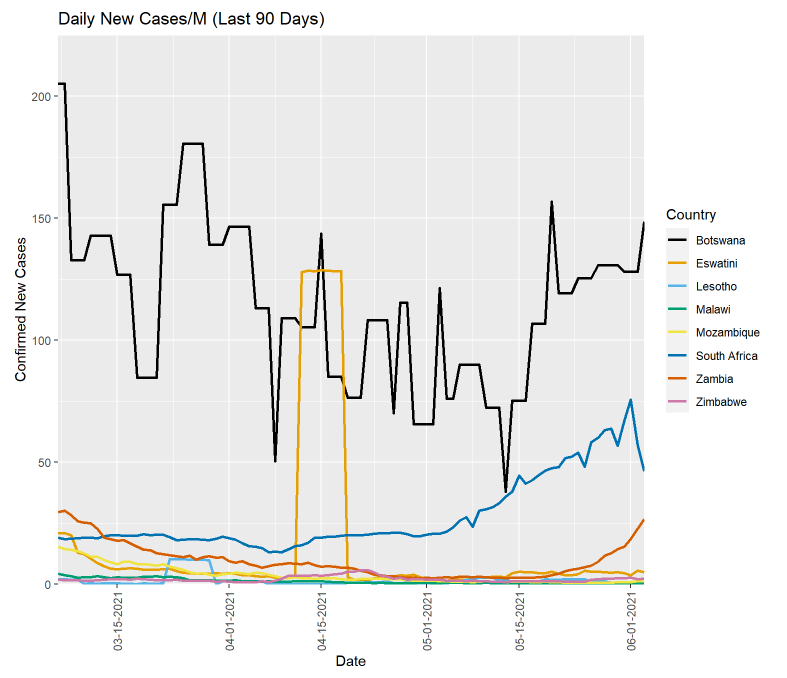 Daily New Cases/M (Last 90 Days)
200
150
100
50
0
Confirmed New Cases
03-15-2021
04-01-2021
04-15-2021
05-01-2021
05-15-2021
06-01-2021
Date
Country
Botswana
Eswatini
Lesotho
Malawi
Mozambique
South Africa
Zambia
Zimbabwe